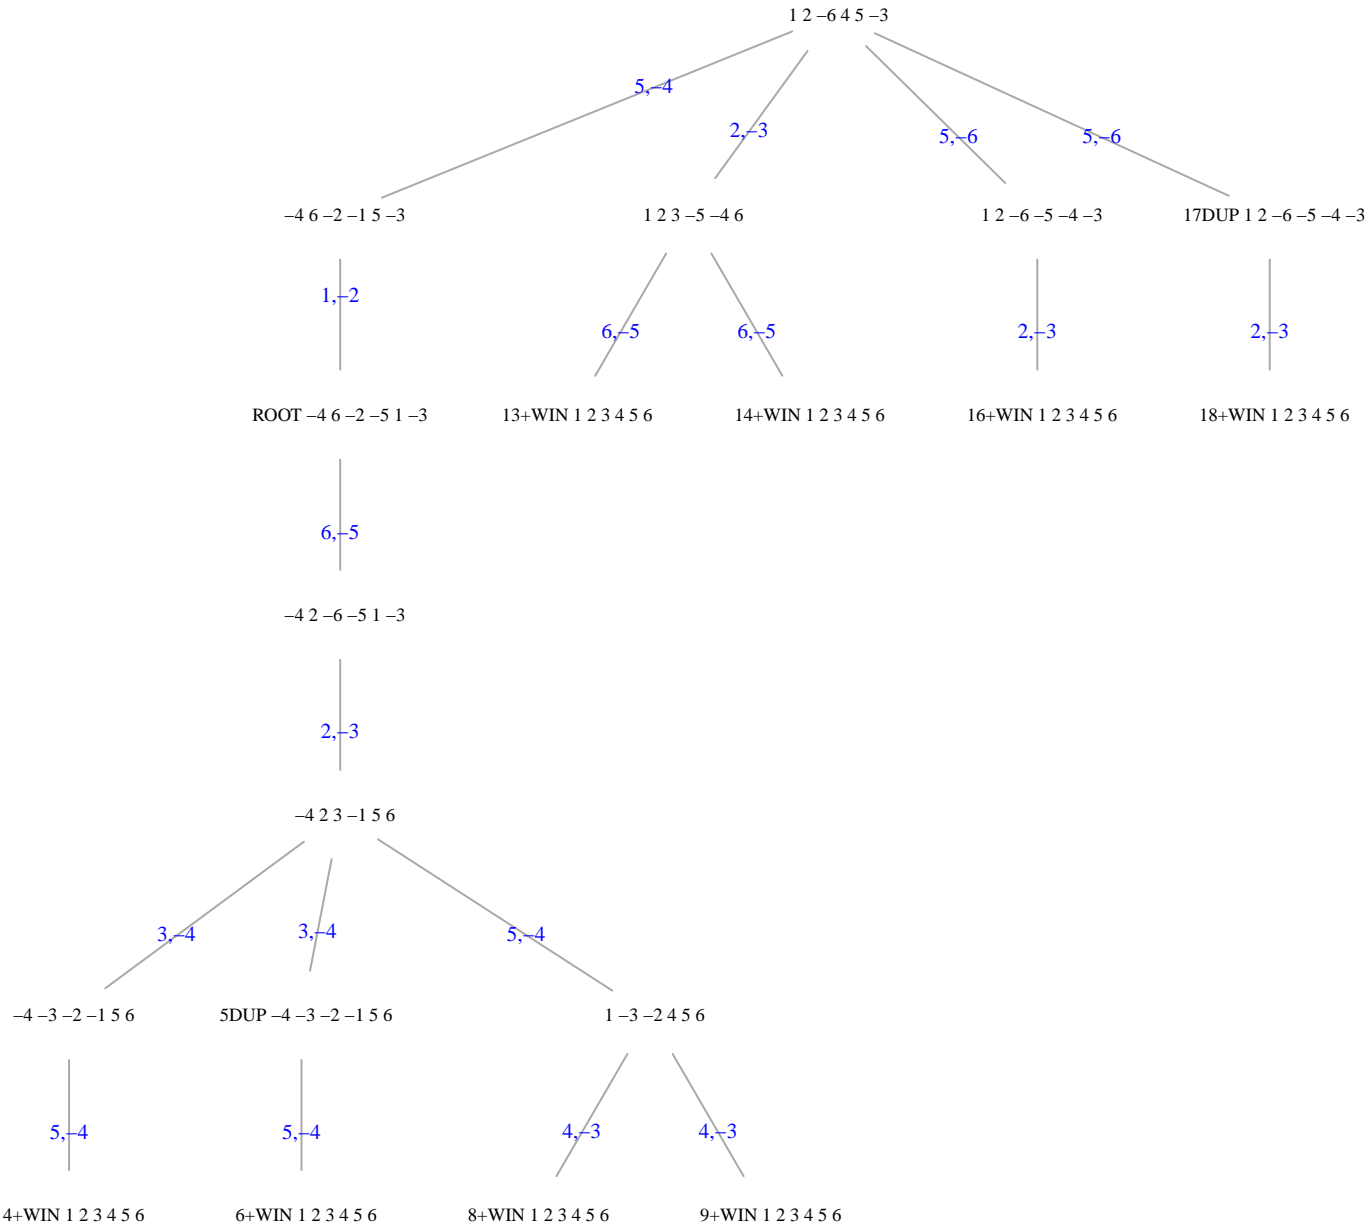 1 2 –6 4 5 –3
5,–4
2,–3
5,–6
5,–6
–4 6 –2 –1 5 –3
1 2 3 –5 –4 6
1 2 –6 –5 –4 –3
17DUP 1 2 –6 –5 –4 –3
1,–2
6,–5
6,–5
2,–3
2,–3
ROOT –4 6 –2 –5 1 –3
13+WIN 1 2 3 4 5 6
14+WIN 1 2 3 4 5 6
16+WIN 1 2 3 4 5 6
18+WIN 1 2 3 4 5 6
6,–5
–4 2 –6 –5 1 –3
2,–3
–4 2 3 –1 5 6
3,–4
3,–4
5,–4
–4 –3 –2 –1 5 6
5DUP –4 –3 –2 –1 5 6
1 –3 –2 4 5 6
5,–4
5,–4
4,–3
4,–3
4+WIN 1 2 3 4 5 6
6+WIN 1 2 3 4 5 6
8+WIN 1 2 3 4 5 6
9+WIN 1 2 3 4 5 6